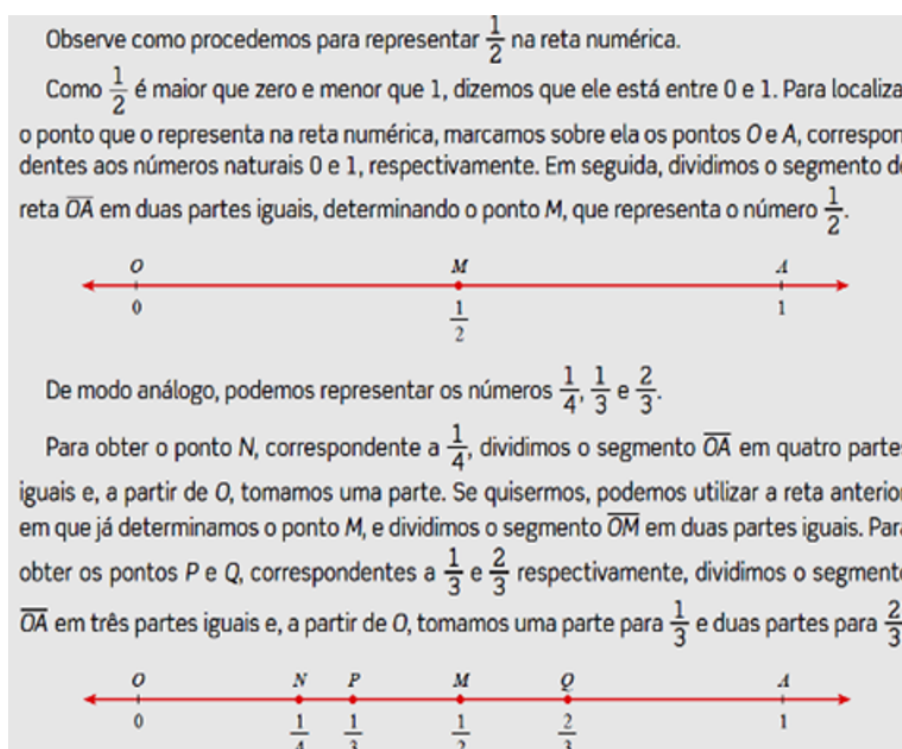 Observe como procedemos para representar 1/2 na reta numérica.
Como 1/2 é maior que zero e menor que 1, dizemos que ele está entre 0 e 1. Para localiza
o ponto que o representa na reta numérica, marcamos sobre ela os pontos O e A, correspon
dentes aos números naturais 0 e 1, respectivamente. Em seguida, dividimos o segmento d
reta OA em duas partes iguais, determinando o ponto M, que representa o número 1/2.
O M A
0 1/2 1
De modo análogo, podemos representar os números 1/4, 1/3 e 2/3.
Para obter o ponto N, correspondente a 1/4, dividimos o segmento OA em quatro parte
iguais e, a partir de O, tomamos uma parte. Se quisermos, podemos utilizar a reta anterio
em que já determinamos o ponto M, e dividimos o segmento OM em duas partes iguais. Par
obter os pontos P e Q, correspondentes a 1/3 e 2/3 respectivamente, dividimos o segment
OA em três partes iguais e, a partir de O, tomamos uma parte para 1/3 e duas partes para 2/3
O N P M Q A
0 1/4 1/3 1/2 2/3 1